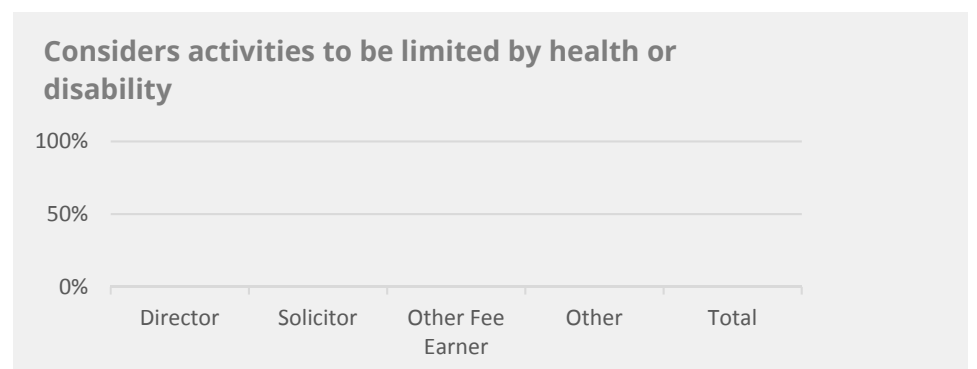 Considers activities to be limited by health or
disability
100%
50%
0%
Director Solicitor Other Fee Other Total
Earner